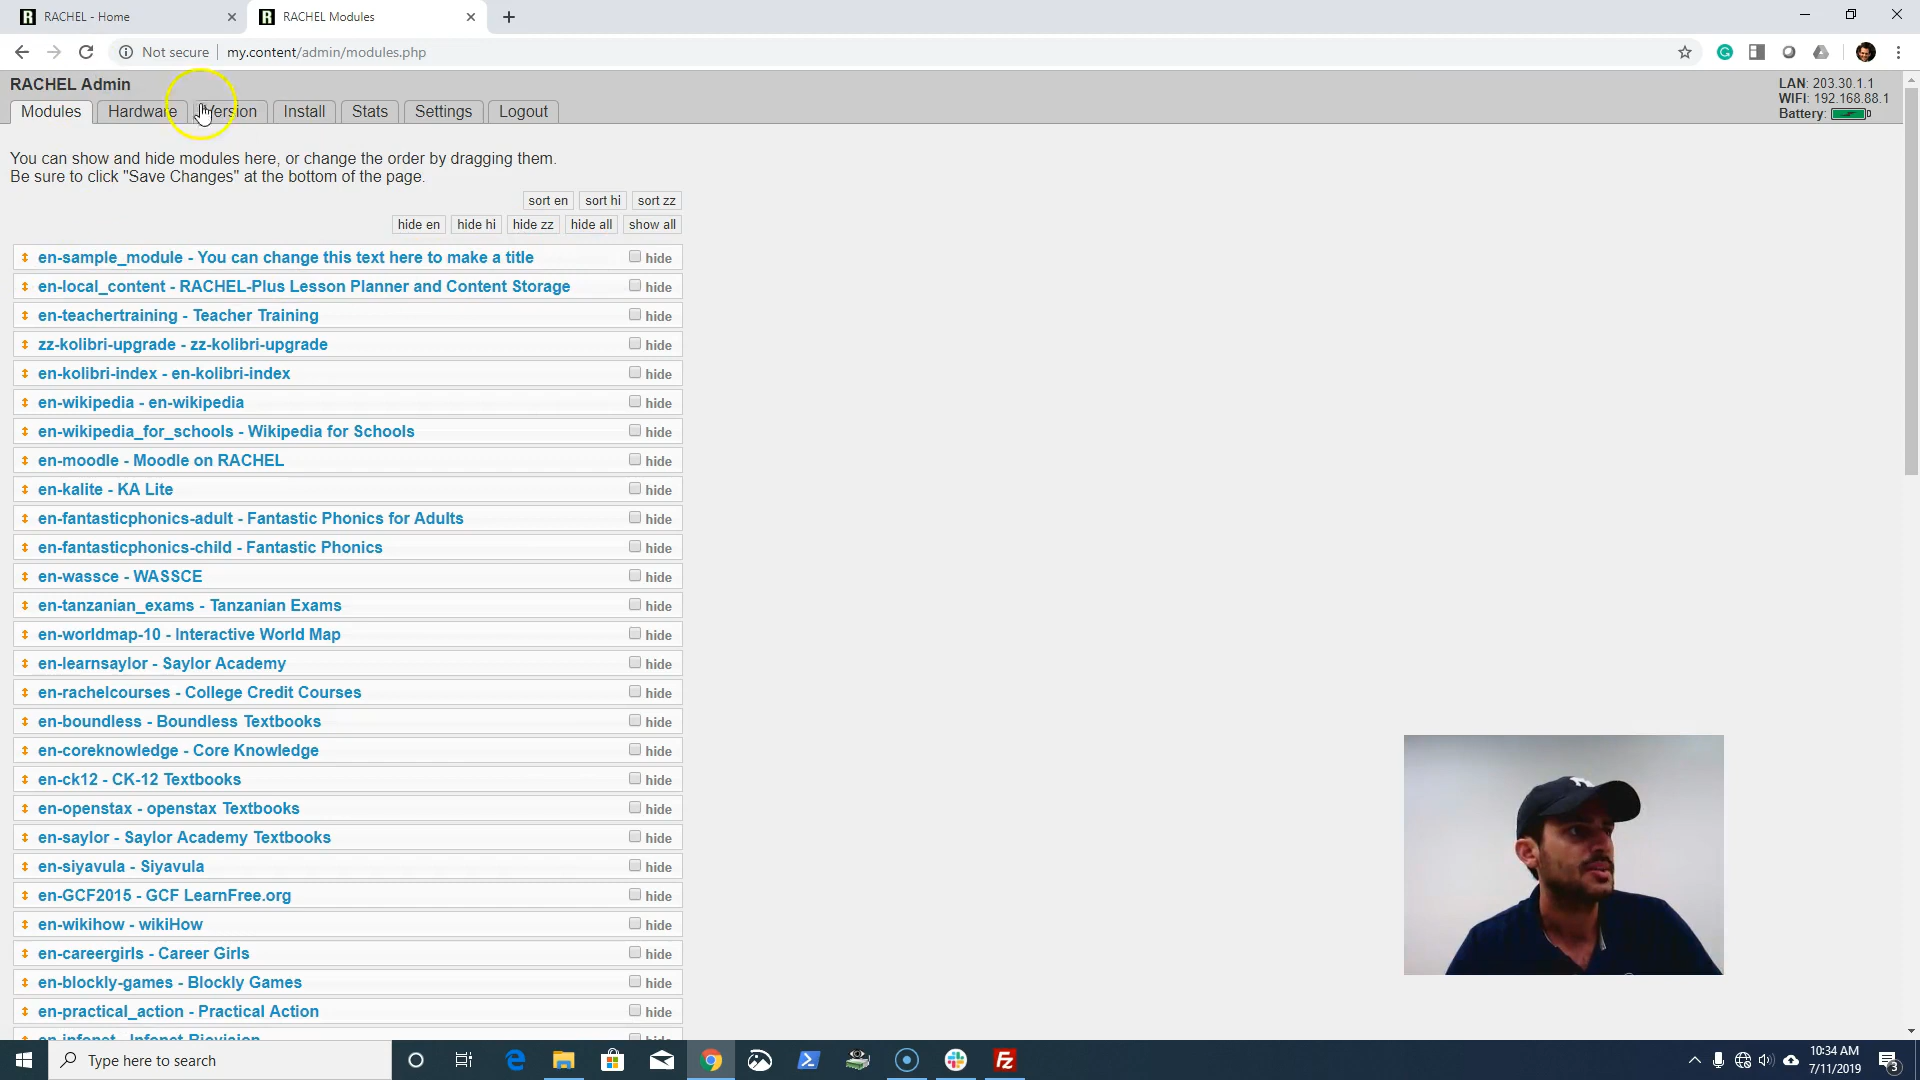 RACHEL - Home
RACHEL Modules
Not secure
my.content/admin/modules.php
RACHEL Admin
LAN: 203.30.1.1
WIFI: 192.168.88.1
Battery:
Modules Hardware Version Install Stats Settings Logout
You can show and hide modules here, or change the order by dragging them.
Be sure to click "Save Changes" at the bottom of the page.
sort en sort hi sort zz
hide en hide hi hide zz hide all show all
en-sample_module - You can change this text here to make a title hide
en-local_content - RACHEL-Plus Lesson Planner and Content Storage hide
en-teachertraining - Teacher Training hide
zz-kolibri-upgrade - zz-kolibri-upgrade hide
en-kolibri-index - en-kolibri-index hide
en-wikipedia - en-wikipedia hide
en-wikipedia_for_schools - Wikipedia for Schools hide
en-moodle - Moodle on RACHEL hide
en-kalite - KA Lite hide
en-fantasticphonics-adult - Fantastic Phonics for Adults hide
en-fantasticphonics-child - Fantastic Phonics hide
en-wassce - WASSCE hide
en-tanzanian_exams - Tanzanian Exams hide
en-worldmap-10 - Interactive World Map hide
en-learnsaylor - Saylor Academy hide
en-rachelcourses - College Credit Courses hide
en-boundless - Boundless Textbooks hide
en-coreknowledge - Core Knowledge hide
en-ck12 - CK-12 Textbooks hide
en-openstax - openstax Textbooks hide
en-saylor - Saylor Academy Textbooks hide
en-siyavula - Siyavula hide
en-GCF2015 - GCF LearnFree.org hide
en-wikihow - wikiHow hide
en-careergirls - Career Girls hide
en-blockly-games - Blockly Games hide
en-practical_action - Practical Action hide
en-infonet - Infonet Biovision
Type here to search
10:34 AM
7/11/2019
3